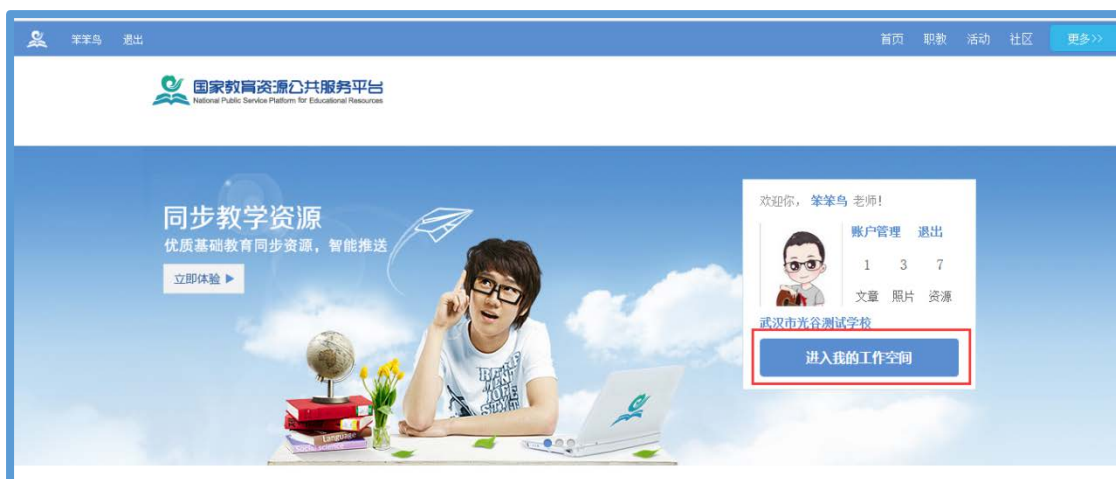 笨笨鸟 退出 首页 职教 活动 社区 更多>>
国家教育资源公共服务平台
National Public Service Platform for Educational Resources
同步教学资源
优质基础教育同步资源，智能推送
立即体验 ▶
欢迎你，笨笨鸟 老师！
账户管理 退出
1 3 7
文章 照片 资源
武汉市光谷测试学校
进入我的工作空间
Language